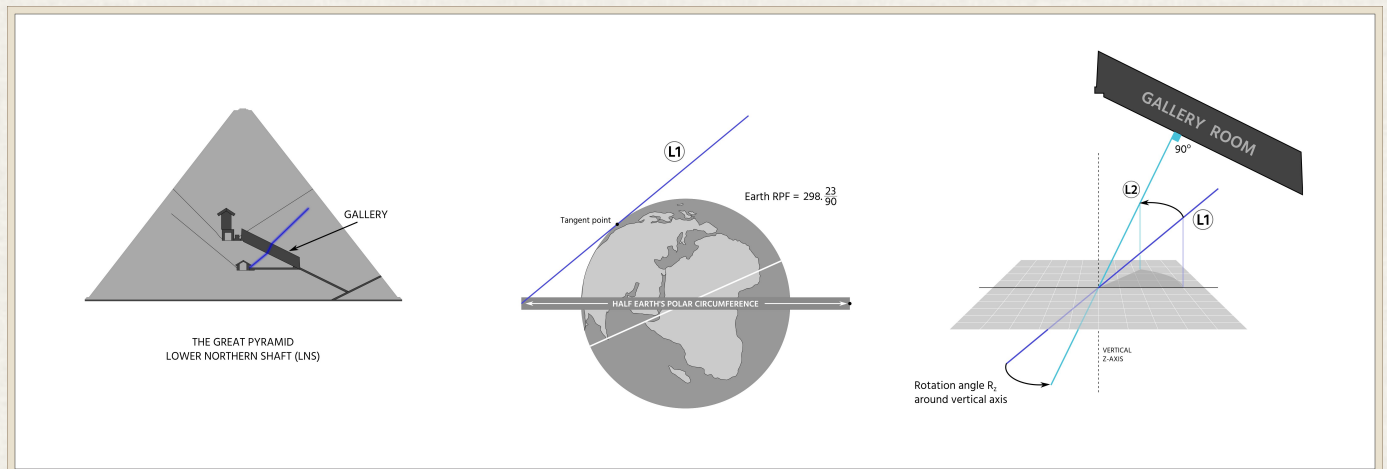 GALLERY
THE GREAT PYRAMID
LOWER NORTHERN SHAFT (LNS)
L1
Earth RPF = 298. 23/90
Tangent point
HALF EARTH'S POLAR CIRCUMFERENCE
GALLERY ROOM
90°
L2
L1
VERTICAL
Z-AXIS
Rotation angle Rz
around vertical axis